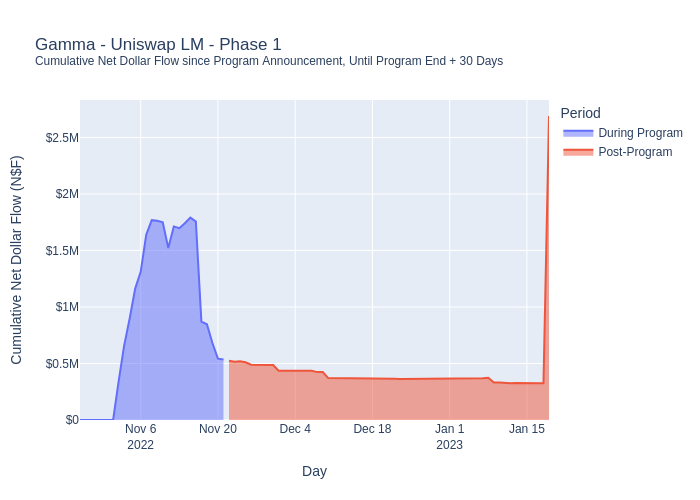 Gamma - Uniswap LM - Phase 1
Cumulative Net Dollar Flow since Program Announcement, Until Program End + 30 Days
Period
During Program
Post-Program
Cumulative Net Dollar Flow (N$F)
$2.5M
$2M
$1.5M
$1M
$0.5M
$0
Nov 6
2022
Nov 20
Dec 4
Dec 18
Jan 1
2023
Jan 15
Day